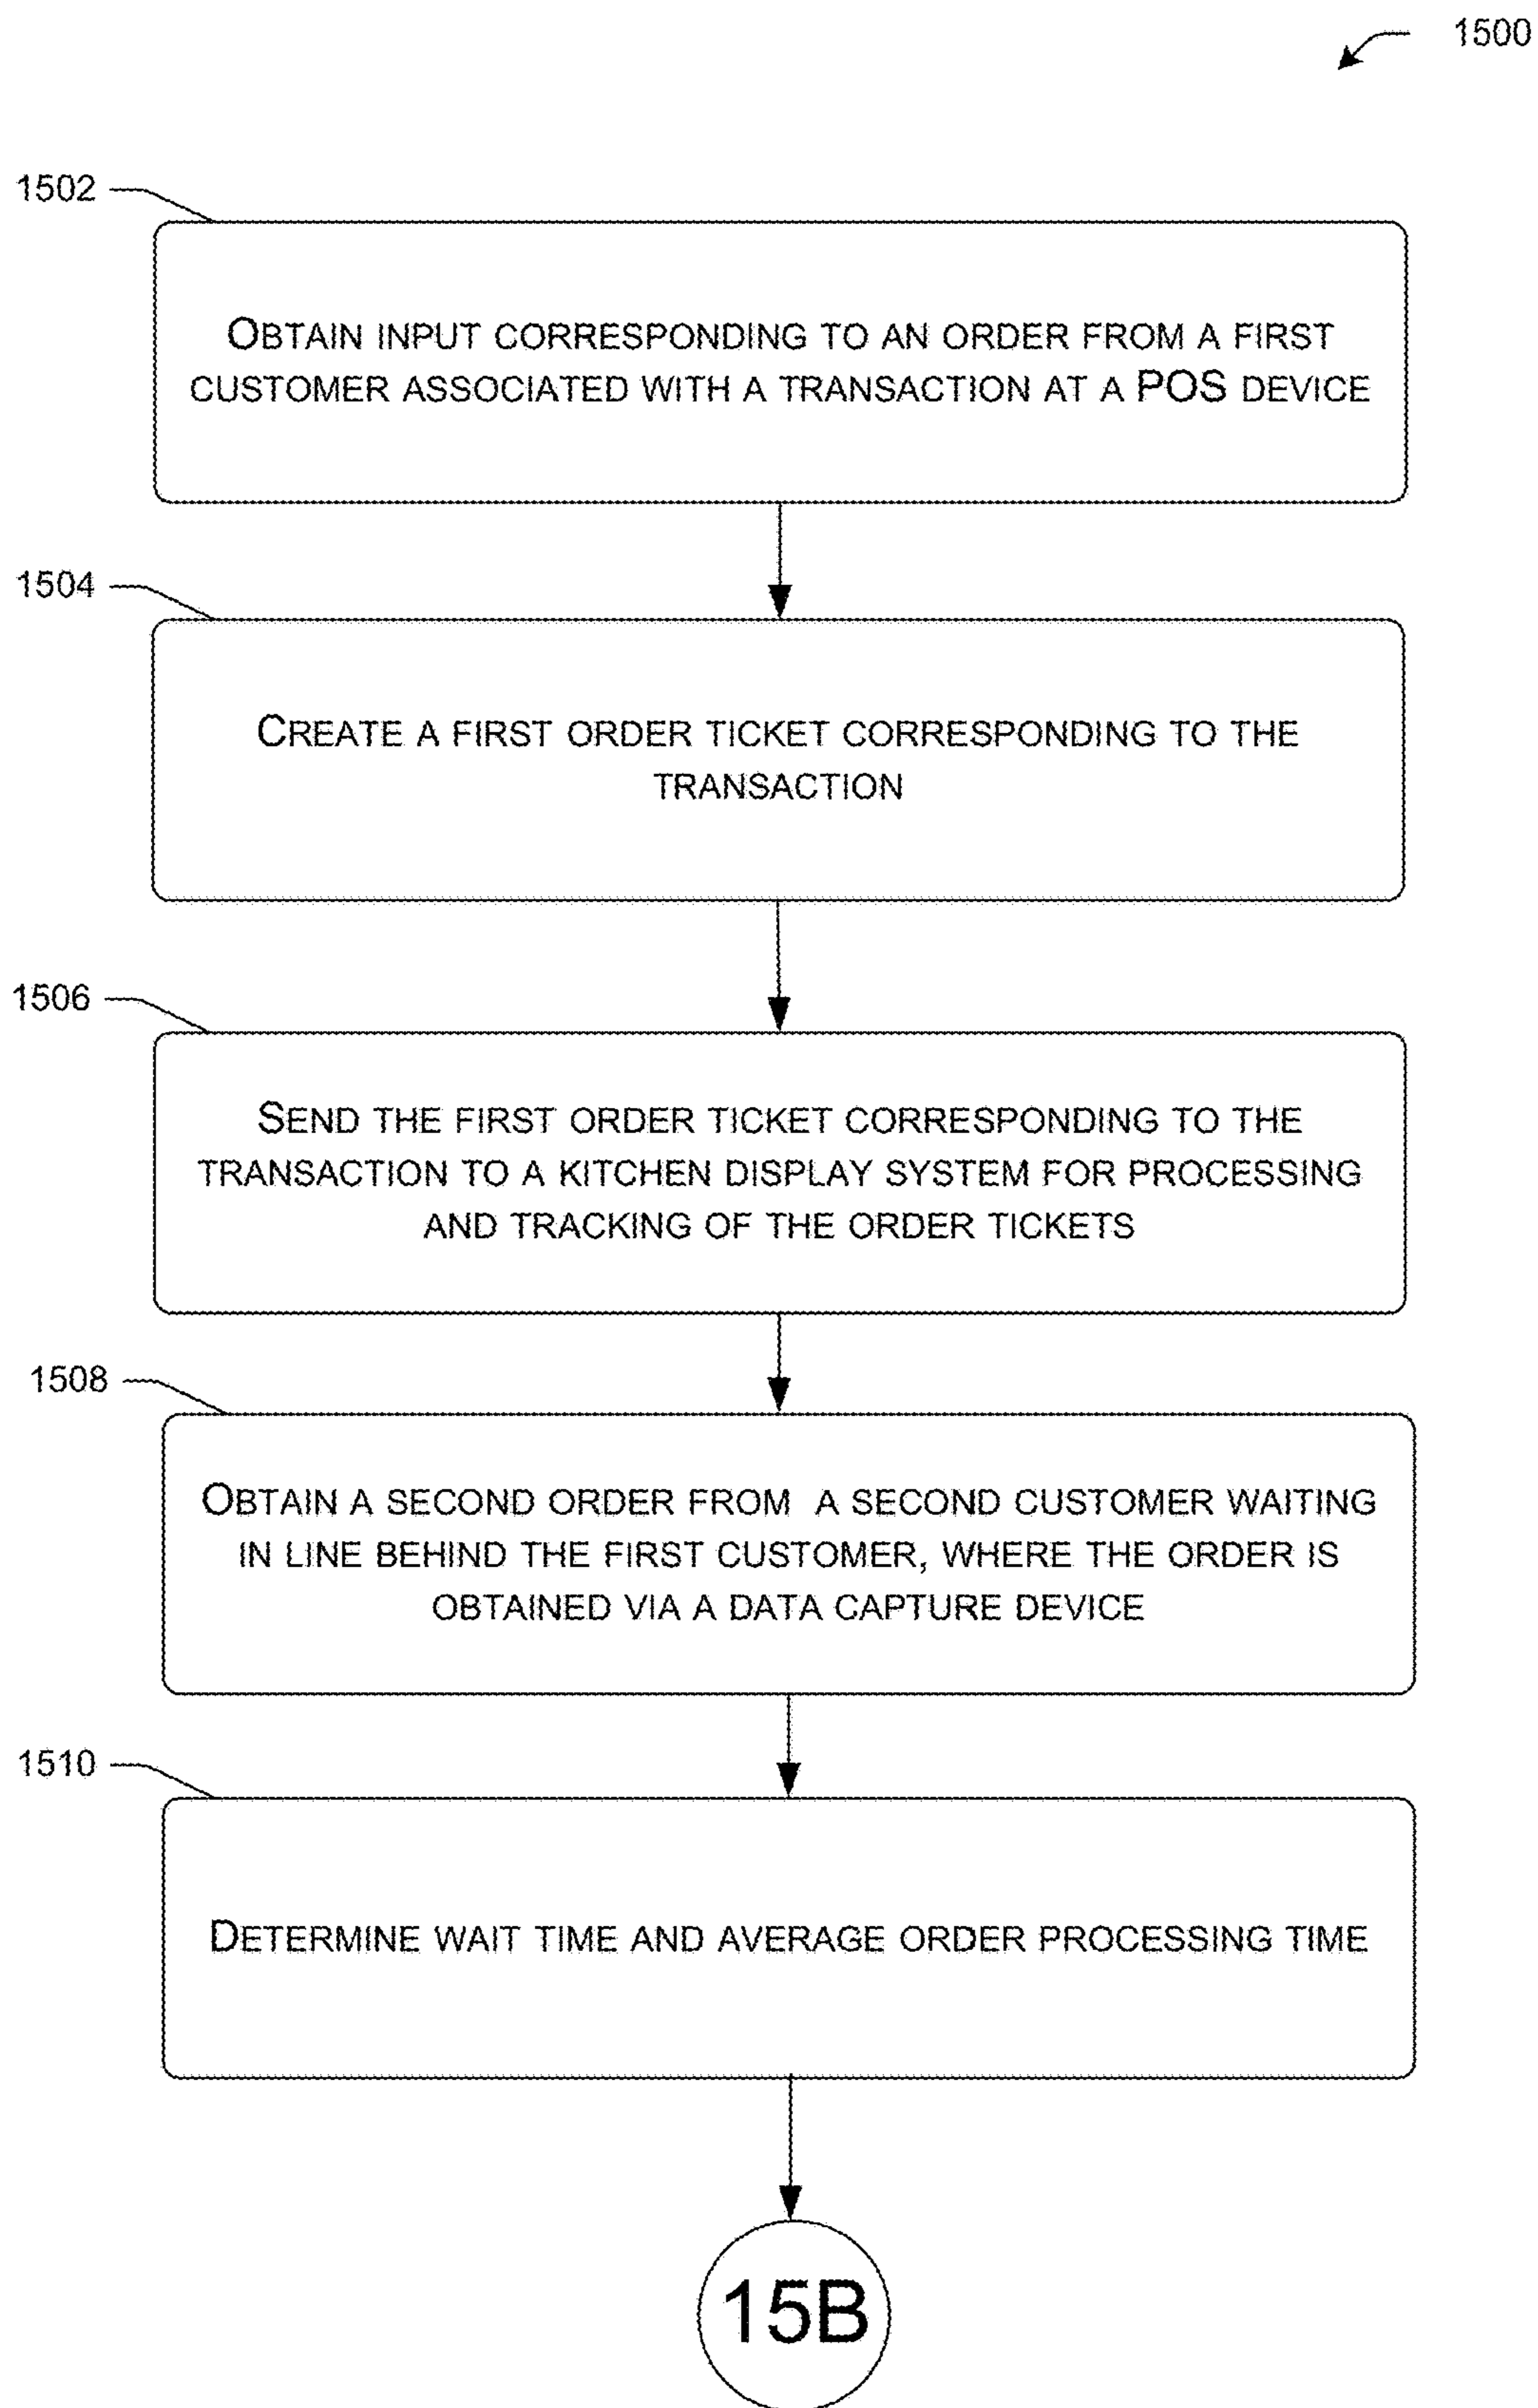 1500
1502
OBTAIN INPUT CORRESPONDING TO AN ORDER FROM A FIRST
CUSTOMER ASSOCIATED WITH A TRANSACTION AT A POS DEVICE
1504
CREATE A FIRST ORDER TICKET CORRESPONDING TO THE
TRANSACTION
1506
SEND THE FIRST ORDER TICKET CORRESPONDING TO THE
TRANSACTION TO A KITCHEN DISPLAY SYSTEM FOR PROCESSING
AND TRACKING OF THE ORDER TICKETS
1508
OBTAIN A SECOND ORDER FROM A SECOND CUSTOMER WAITING
IN LINE BEHIND THE FIRST CUSTOMER, WHERE THE ORDER IS
OBTAINED VIA A DATA CAPTURE DEVICE
1510
DETERMINE WAIT TIME AND AVERAGE ORDER PROCESSING TIME
15B